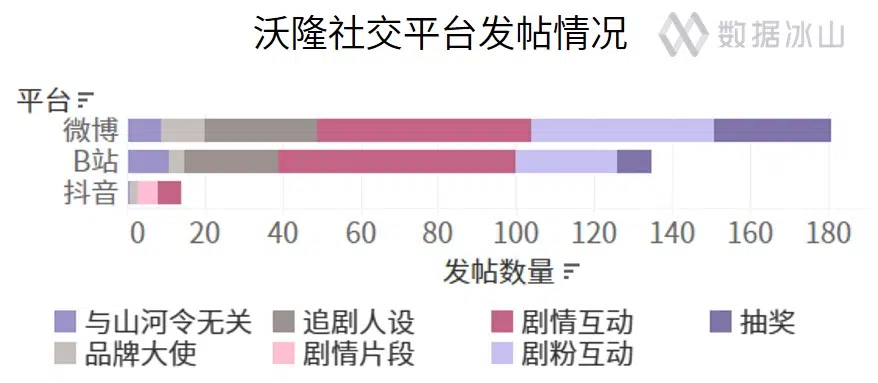 沃隆社交平台发帖情况
数据冰山
平台
微博
B站
抖音
0 20 40 60 80 100 120 140 160 180
发帖数量
与山河令无关 追剧人设 剧情互动 抽奖
品牌大使 剧情片段 剧粉互动